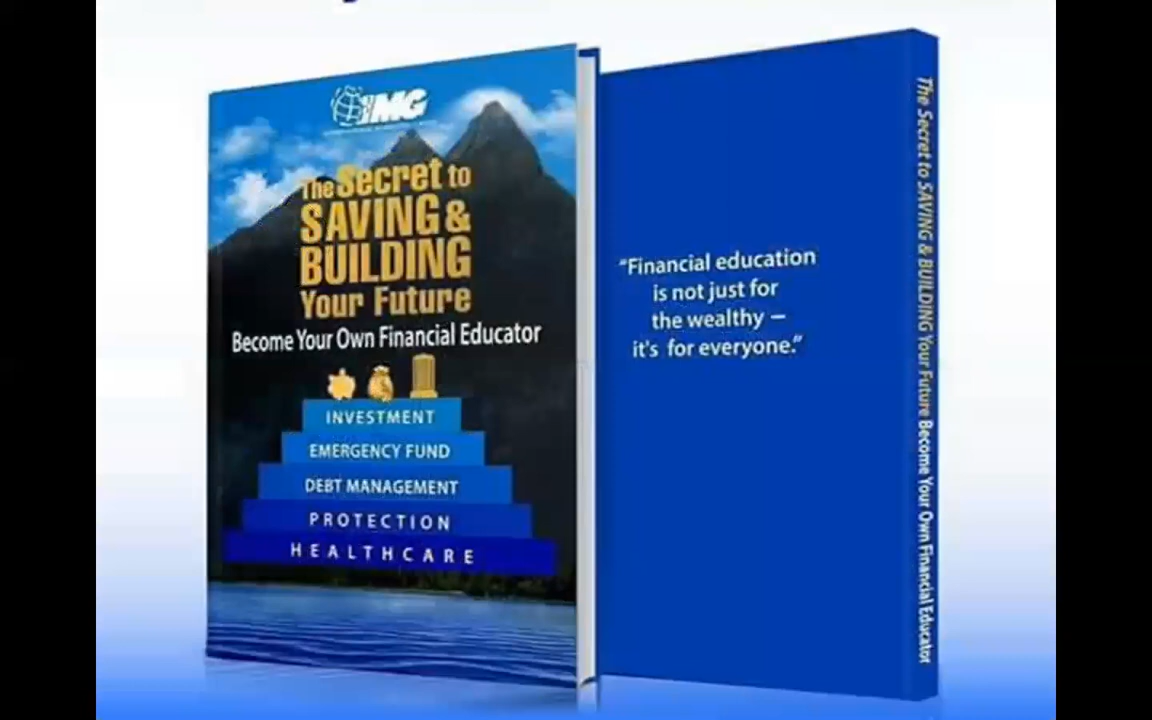 IMG
The Secret to
SAVING &
BUILDING
Your Future
Become Your Own Financial Educator
INVESTMENT
EMERGENCY FUND
DEBT MANAGEMENT
PROTECTION
HEALTHCARE
“Financial education
is not just for
the wealthy –
it's for everyone.”
The Secret to SAVING & BUILDING Your Future Become Your Own Financial Educator